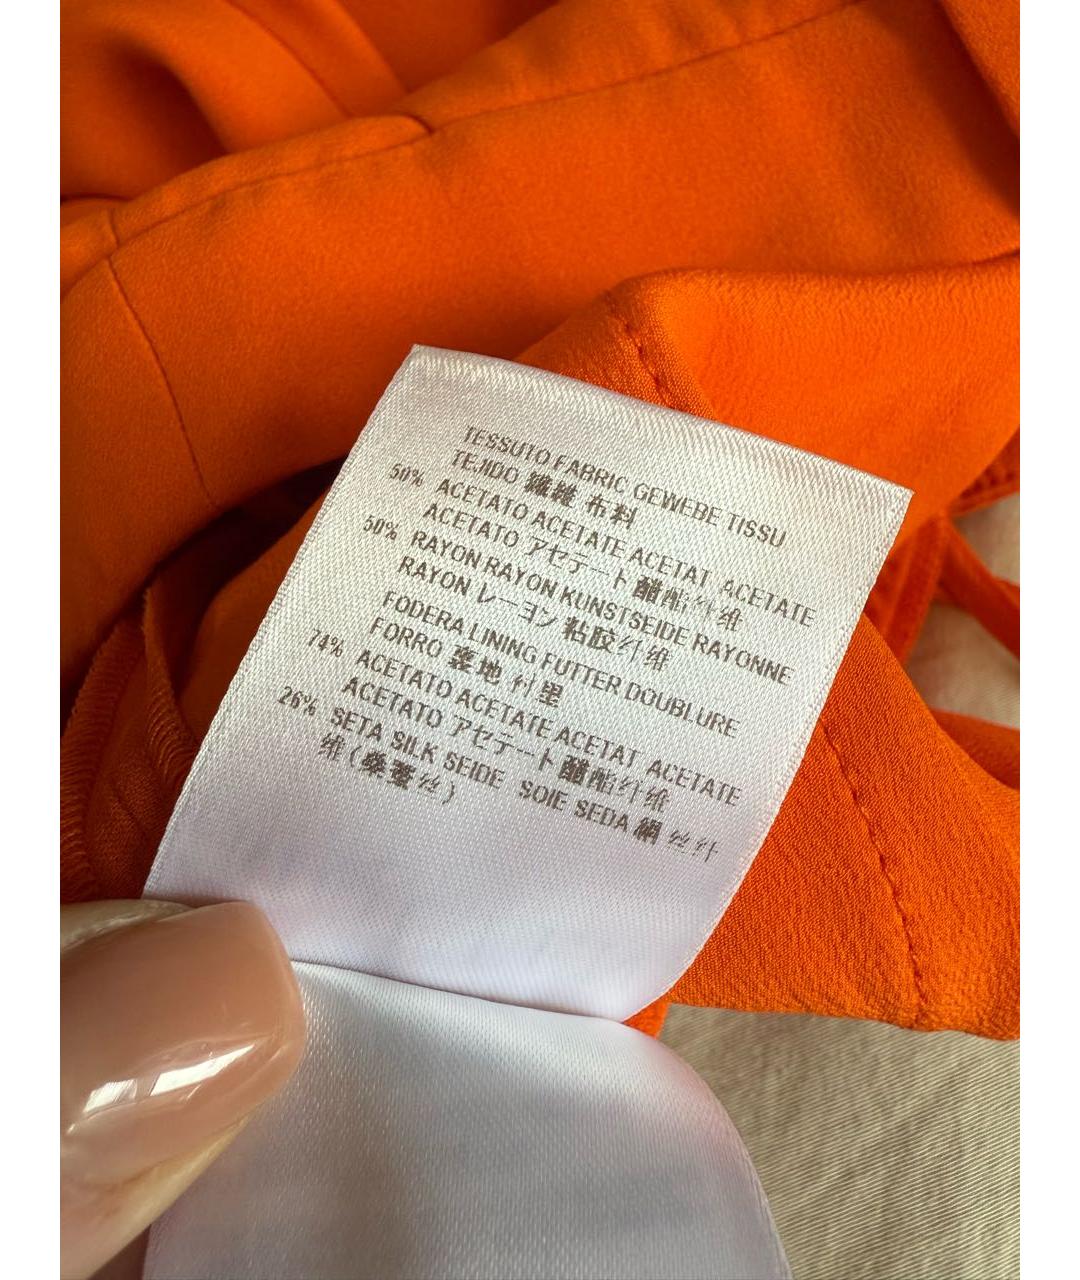 TESSUTO FABRIC GEWEBE TISSU
TEJIDO 繊維 布料
50% ACETATO ACETATE ACETAT ACETATE
ACETATO アセテート 醋酯纤维
50% RAYON RAYON KUNSTSEIDE RAYONNE
RAYON レーヨン 粘胶纤维
FODERA LINING FUTTER DOUBLURE
FORRO 裏地 衬里
74% ACETATO ACETATE ACETAT ACETATE
ACETATO アセテート 醋酯纤维
26% SETA SILK SEIDE SOIE SEDA 絹 丝纤
维(桑蚕丝)